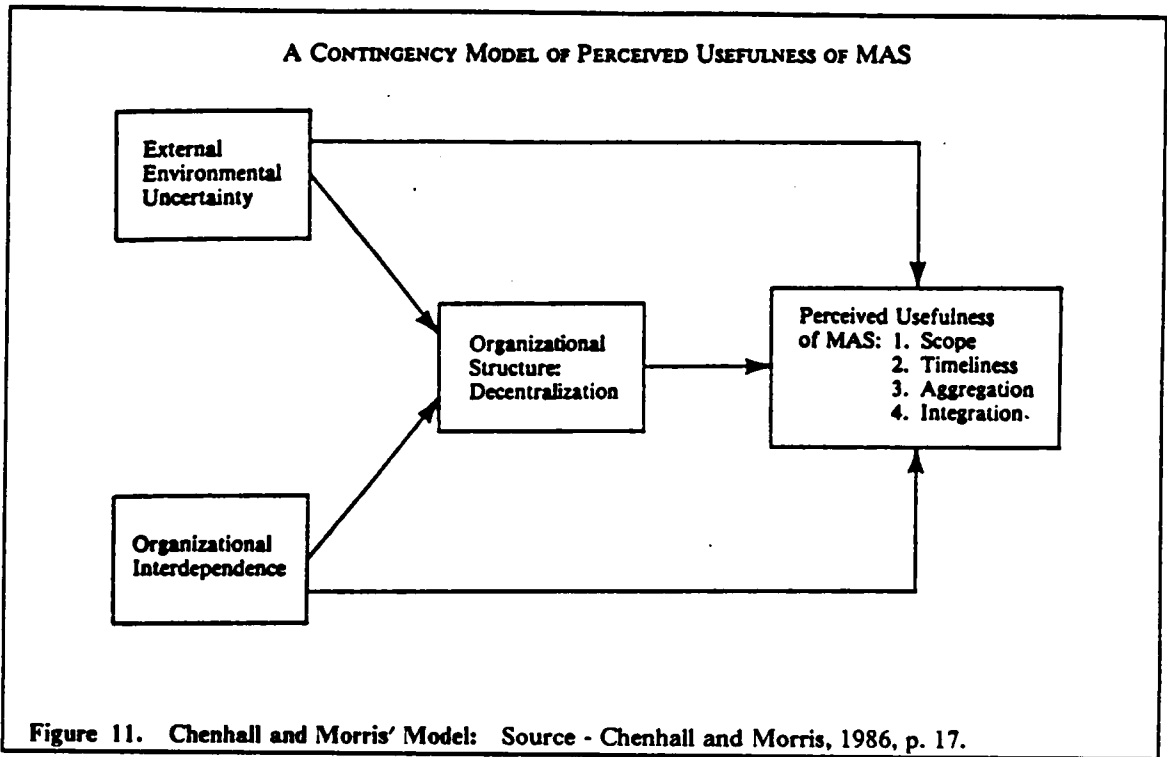 A CONTINGENCY MODEL OF PERCEIVED USEFULNESS OF MAS
External
Environmental
Uncertainty
Organizational
Structure:
Decentralization
Perceived Usefulness
of MAS: 1. Scope
2. Timeliness
3. Aggregation
4. Integration
Organizational
Interdependence
Figure 11. Chenhall and Morris' Model: Source - Chenhall and Morris, 1986, p. 17.